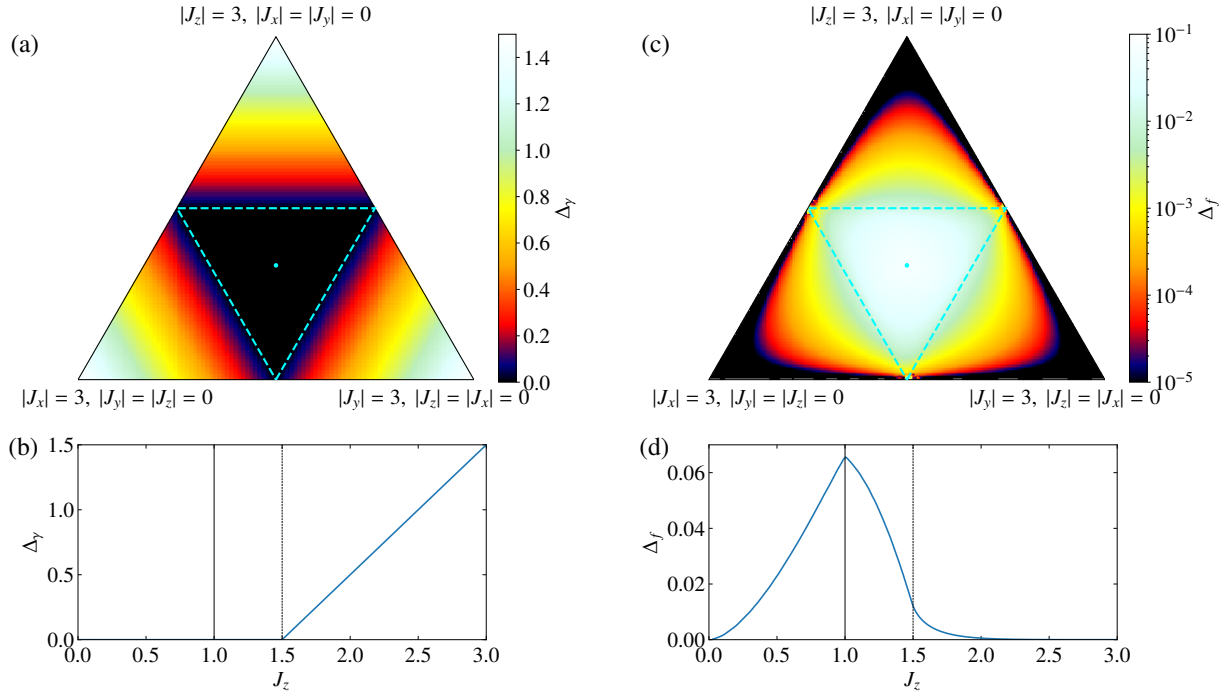 |J_z| = 3, |J_x| = |J_y| = 0
(a)
1.4
1.2
1.0
0.8
0.6
0.4
0.2
0.0
Δ_γ
|J_x| = 3, |J_y| = |J_z| = 0
|J_y| = 3, |J_z| = |J_x| = 0
|J_z| = 3, |J_x| = |J_y| = 0
(c)
10^{-1}
10^{-2}
10^{-3}
10^{-4}
10^{-5}
Δ_f
|J_x| = 3, |J_y| = |J_z| = 0
|J_y| = 3, |J_z| = |J_x| = 0
(b)
1.5
1.0
0.5
0.0
Δ_γ
0.0 0.5 1.0 1.5 2.0 2.5 3.0
J_z
(d)
0.06
0.04
0.02
0.00
Δ_f
0.0 0.5 1.0 1.5 2.0 2.5 3.0
J_z